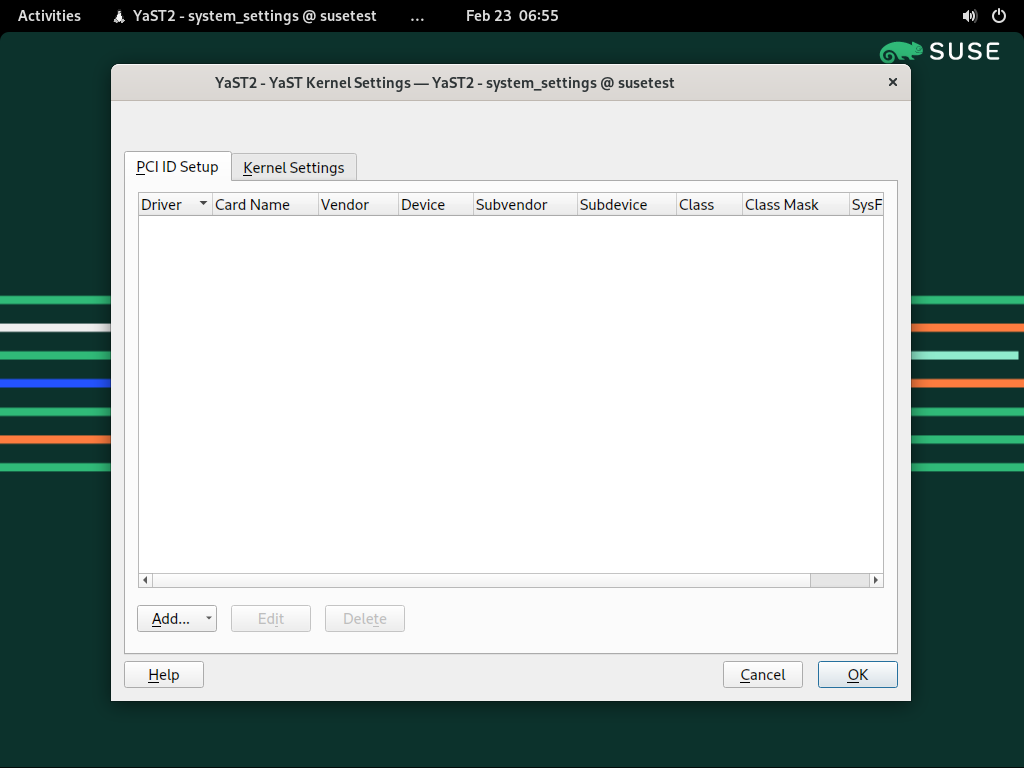 Activities YaST2 - system_settings @ susetest ... Feb 23 06:55
SUSE
YaST2 - YaST Kernel Settings — YaST2 - system_settings @ susetest ×
PCI ID Setup Kernel Settings
Driver Card Name Vendor Device Subvendor Subdevice Class Class Mask SysF
Add... Edit Delete
Help Cancel OK